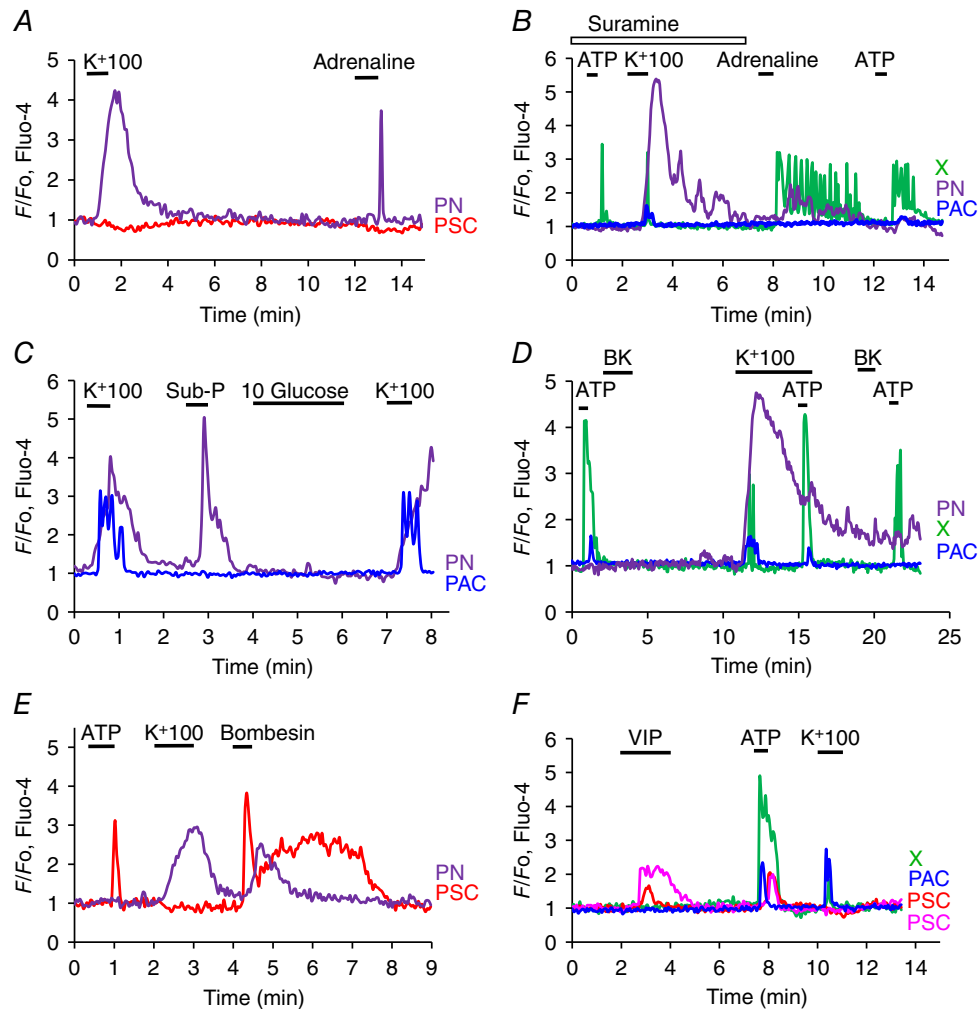 A
K+100
Adrenaline
5
4
3
2
1
0
F/Fo, Fluo-4
PN
PSC
0 2 4 6 8 10 12 14
Time (min)
B
Suramine
ATP K+100 Adrenaline ATP
6
5
4
3
2
1
0
F/Fo, Fluo-4
X
PN
PAC
0 2 4 6 8 10 12 14
Time (min)
C
K+100 Sub-P 10 Glucose K+100
6
5
4
3
2
1
0
F/Fo, Fluo-4
PN
PAC
0 1 2 3 4 5 6 7 8
Time (min)
D
BK K+100 BK
ATP ATP ATP
5
4
3
2
1
0
F/Fo, Fluo-4
PN
X
PAC
0 5 10 15 20 25
Time (min)
E
ATP K+100 Bombesin
5
4
3
2
1
0
F/Fo, Fluo-4
PN
PSC
0 1 2 3 4 5 6 7 8 9
Time (min)
F
VIP ATP K+100
6
5
4
3
2
1
0
F/Fo, Fluo-4
X
PAC
PSC
PSC
0 2 4 6 8 10 12 14
Time (min)